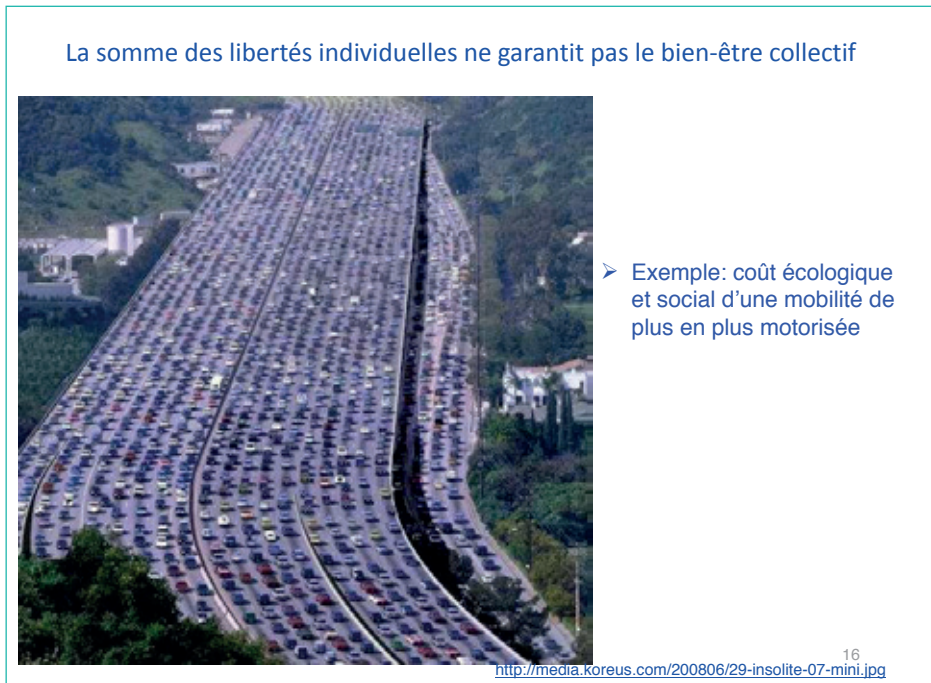 La somme des libertés individuelles ne garantit pas le bien-être collectif
➢ Exemple: coût écologique
et social d’une mobilité de
plus en plus motorisée
16
http://media.koreus.com/200806/29-insolite-07-mini.jpg